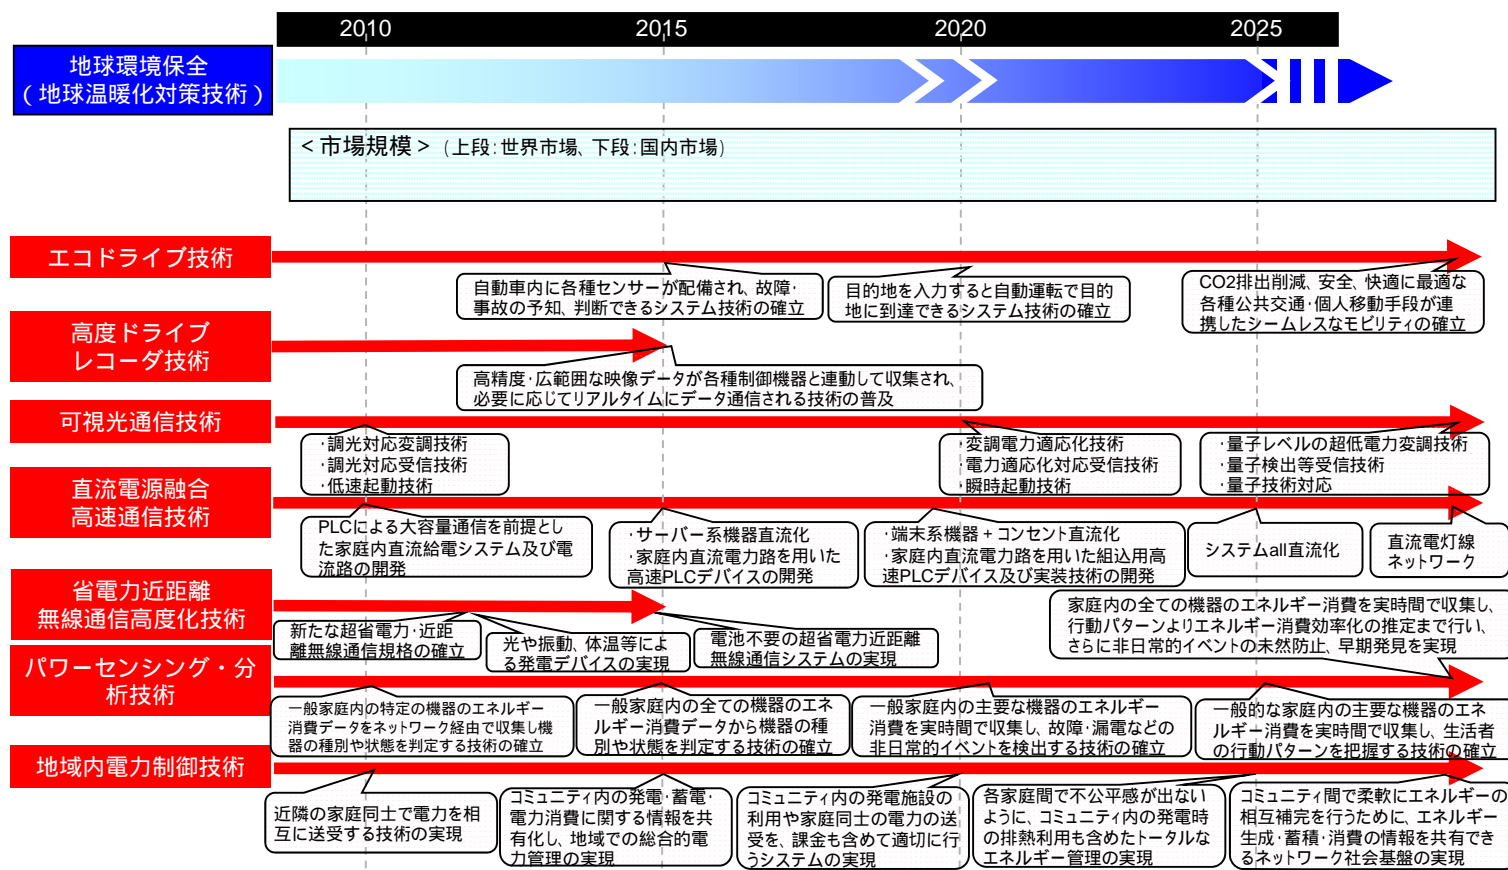 2010
2015
2020
2025
地球環境保全
（地球温暖化対策技術）
＜市場規模＞（上段：世界市場、下段：国内市場）
エコドライブ技術
自動車内に各種センサーが配備され、故障・
事故の予知、判断できるシステム技術の確立
目的地を入力すると自動運転で目的
地に到達できるシステム技術の確立
CO2排出削減、安全、快適に最適な
各種公共交通・個人移動手段が連
携したシームレスなモビリティの確立
高度ドライブ
レコーダ技術
高精度・広範囲な映像データが各種制御機器と連動して収集され、
必要に応じてリアルタイムにデータ通信される技術の普及
可視光通信技術
・調光対応変調技術
・調光対応受信技術
・低速起動技術
・変調電力適応化技術
・電力適応化対応受信技術
・瞬時起動技術
・量子レベルの超低電力変調技術
・量子検出等受信技術
・量子技術対応
直流電源融合
高速通信技術
PLCによる大容量通信を前提とし
た家庭内直流給電システム及び電
流路の開発
・サーバー系機器直流化
・家庭内直流電力路を用いた
高速PLCデバイスの開発
・端末系機器＋コンセント直流化
・家庭内直流電力路を用いた組込用高
速PLCデバイス及び実装技術の開発
システムall直流化
直流電灯線
ネットワーク
省電力近距離
無線通信高度化技術
新たな超省電力・近距
離無線通信規格の確立
光や振動、体温等によ
る発電デバイスの実現
電池不要の超省電力近距離
無線通信システムの実現
家庭内の全ての機器のエネルギー消費を実時間で収集し、
行動パターンよりエネルギー消費効率化の推定まで行い、
さらに非日常的イベントの未然防止、早期発見を実現
パワーセンシング・分
析技術
一般家庭内の特定の機器のエネルギー
消費データをネットワーク経由で収集し機
器の種別や状態を判定する技術の確立
一般家庭内の全ての機器のエネ
ルギー消費データから機器の種
別や状態を判定する技術の確立
一般家庭内の主要な機器のエネルギー
消費を実時間で収集し、故障・漏電などの
非日常的イベントを検出する技術の確立
一般的な家庭内の主要な機器のエネ
ルギー消費を実時間で収集し、生活者
の行動パターンを把握する技術の確立
地域内電力制御技術
近隣の家庭同士で電力を相
互に送受する技術の実現
コミュニティ内の発電・蓄電・
電力消費に関する情報を共
有化し、地域での総合的電
力管理の実現
コミュニティ内の発電施設の
利用や家庭同士の電力の送
受を、課金も含めて適切に行
うシステムの実現
各家庭間で不公平感が出ない
ように、コミュニティ内の発電時
の排熱利用も含めたトータルな
エネルギー管理の実現
コミュニティ間で柔軟にエネルギーの
相互補完を行うために、エネルギー
生成・蓄積・消費の情報を共有でき
るネットワーク社会基盤の実現